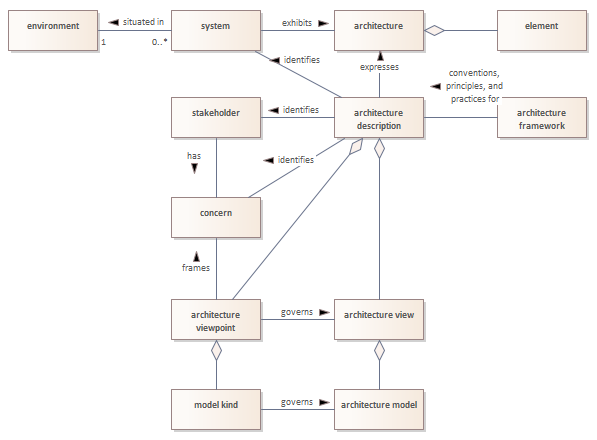 environment
situated in
system
exhibits
architecture
element
1
0..*
identifies
expresses
conventions,
principles, and
practices for
stakeholder
identifies
architecture
description
architecture
framework
has
identifies
concern
frames
architecture
viewpoint
governs
architecture view
model kind
governs
architecture model